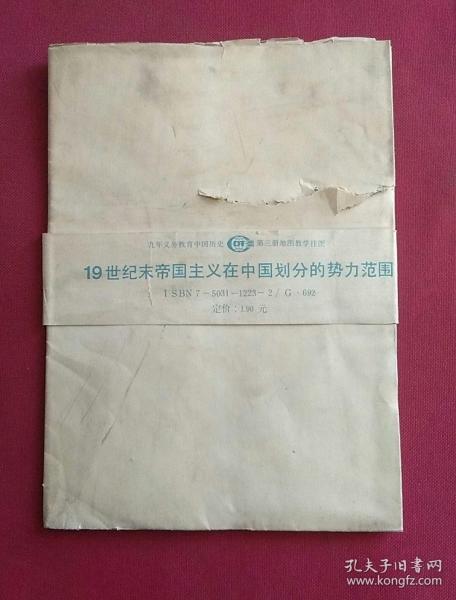 九年义务教育中国历史 DT 第三册地图教学挂图
19世纪末帝国主义在中国划分的势力范围
ISBN 7-5031-1223-2/G·692
定价：1.90 元
孔夫子旧书网
www.kongfz.com